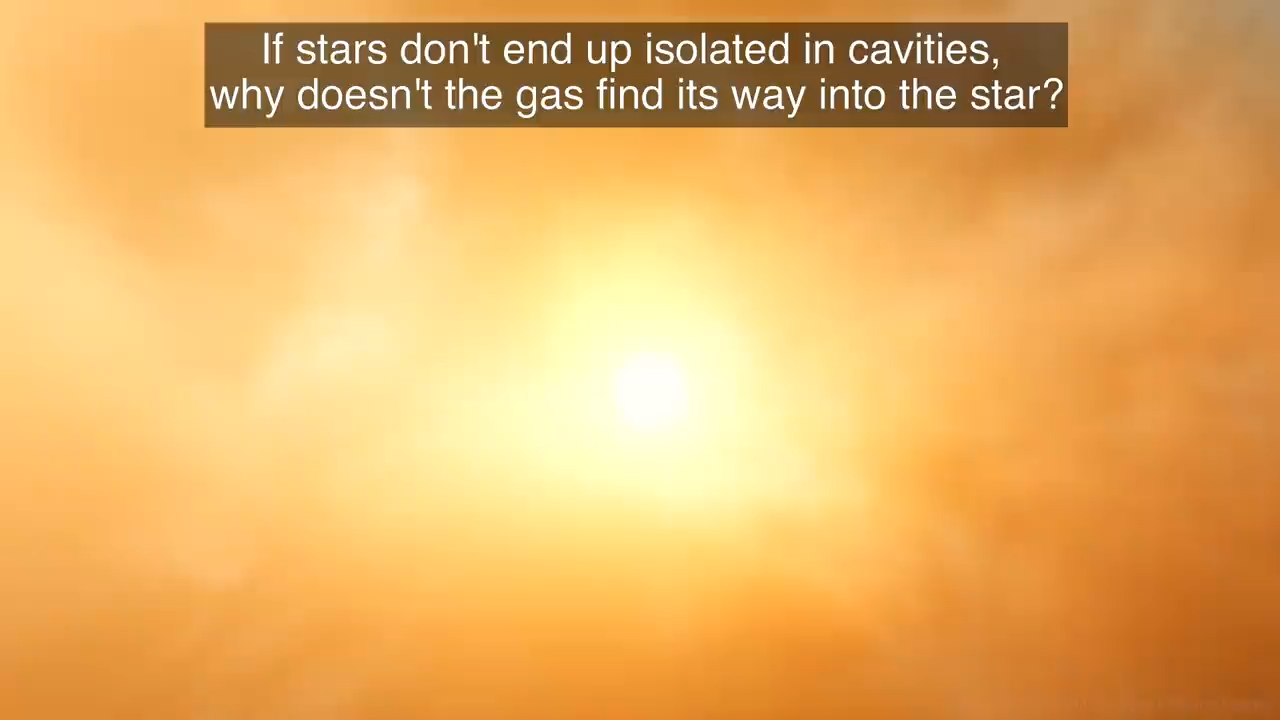 If stars don't end up isolated in cavities,
why doesn't the gas find its way into the star?